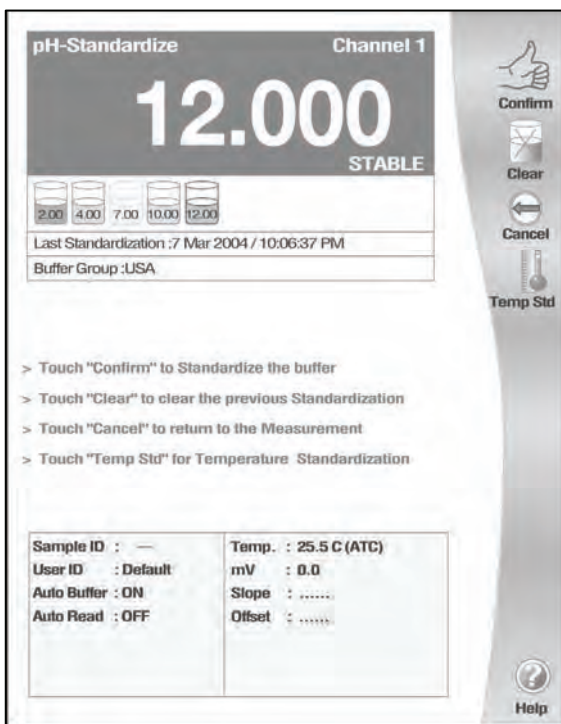 pH-Standardize Channel 1
12.000
STABLE
2.00 4.00 7.00 10.00 12.00
Last Standardization :7 Mar 2004 / 10:06:37 PM
Buffer Group :USA
Confirm
Clear
Cancel
Temp Std
> Touch "Confirm" to Standardize the buffer
> Touch "Clear" to clear the previous Standardization
> Touch "Cancel" to return to the Measurement
> Touch "Temp Std" for Temperature Standardization
Sample ID : —
User ID : Default
Auto Buffer : ON
Auto Read : OFF
Temp. : 25.5 C (ATC)
mV : 0.0
Slope : ......
Offset : ......
?
Help